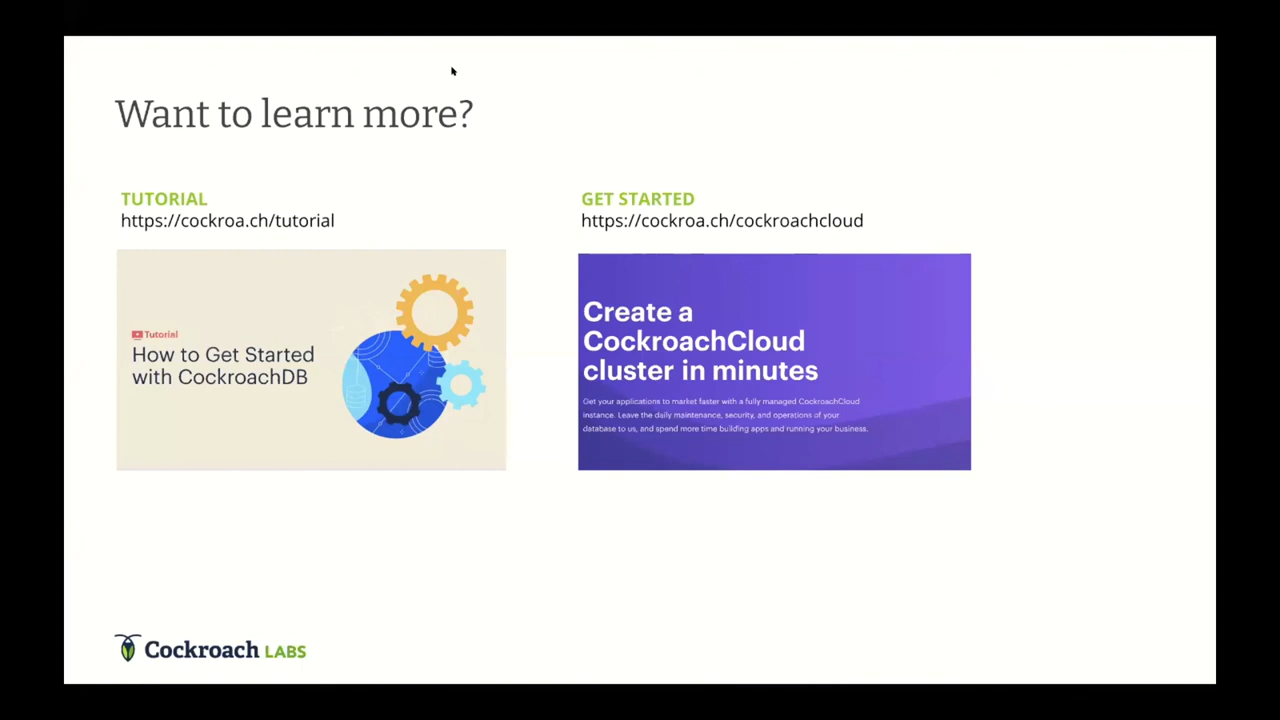 Want to learn more?
TUTORIAL
https://cockroa.ch/tutorial
Tutorial
How to Get Started
with CockroachDB
GET STARTED
https://cockroa.ch/cockroachcloud
Create a
CockroachCloud
cluster in minutes
Get your applications to market faster with a fully managed CockroachCloud
instance. Leave the daily maintenance, security, and operations of your
database to us, and spend more time building apps and running your business.
Cockroach LABS